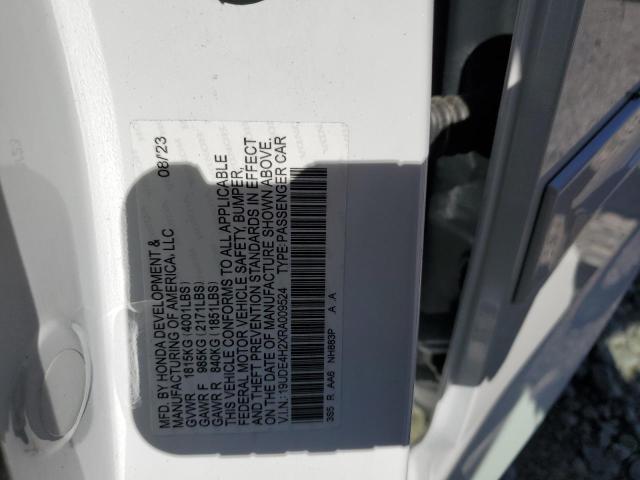 MFD. BY HONDA DEVELOPMENT & 08/23
MANUFACTURING OF AMERICA, LLC
GVWR 1815KG(4001LBS)
GAWR F 985KG(2171LBS)
GAWR R 840KG(1851LBS)
THIS VEHICLE CONFORMS TO ALL APPLICABLE
FEDERAL MOTOR VEHICLE SAFETY, BUMPER,
AND THEFT PREVENTION STANDARDS IN EFFECT
ON THE DATE OF MANUFACTURE SHOWN ABOVE.
V.I.N.:19UDE4H2XRA009524 TYPE:PASSENGER CAR
3S5 R AA6 NH883P A .A